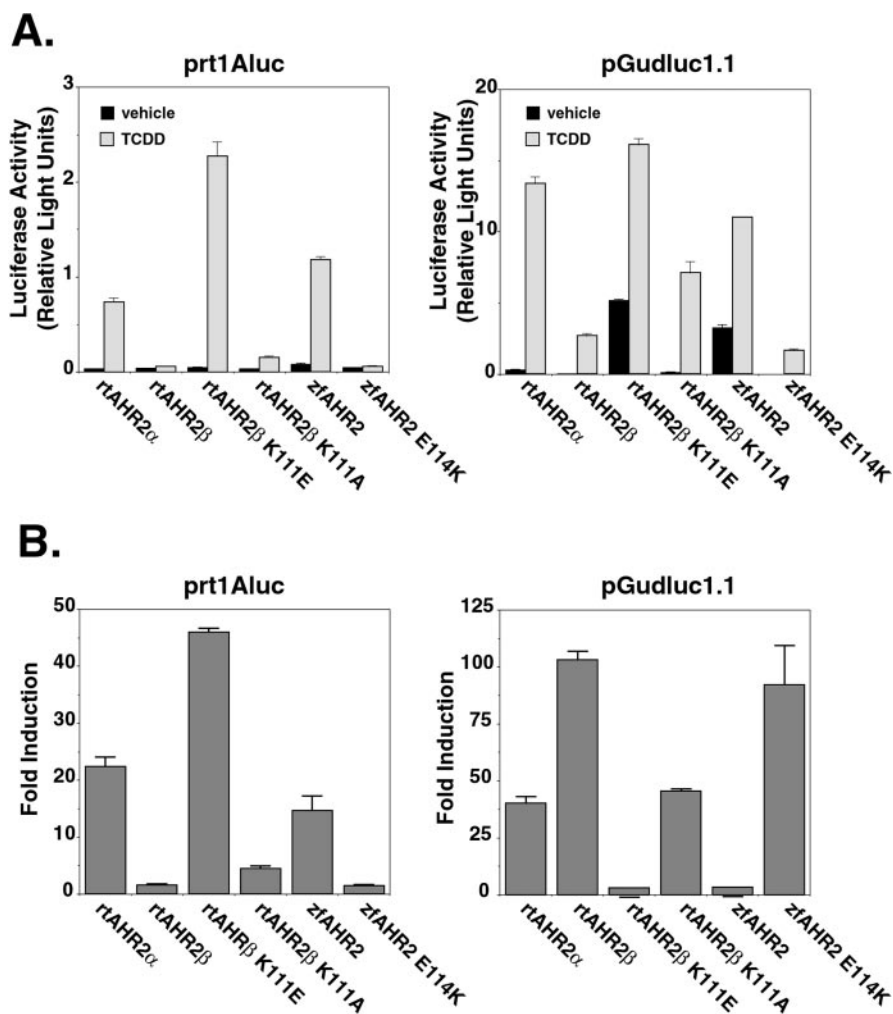 A.
prt1Aluc
Luciferase Activity
(Relative Light Units)
3
2
1
0
vehicle
TCDD
rtAHR2α
rtAHR2β
rtAHR2β K111E
rtAHR2β K111A
zfAHR2
zfAHR2 E114K
pGudluc1.1
Luciferase Activity
(Relative Light Units)
20
10
0
vehicle
TCDD
rtAHR2α
rtAHR2β
rtAHR2β K111E
rtAHR2β K111A
zfAHR2
zfAHR2 E114K
B.
prt1Aluc
Fold Induction
50
40
30
20
10
0
rtAHR2α
rtAHR2β
rtAHRβ K111E
rtAHR2β K111A
zfAHR2
zfAHR2 E114K
pGudluc1.1
Fold Induction
125
100
75
50
25
0
rtAHR2α
rtAHR2β
rtAHR2β K111E
rtAHR2β K111A
zfAHR2
zfAHR2 E114K